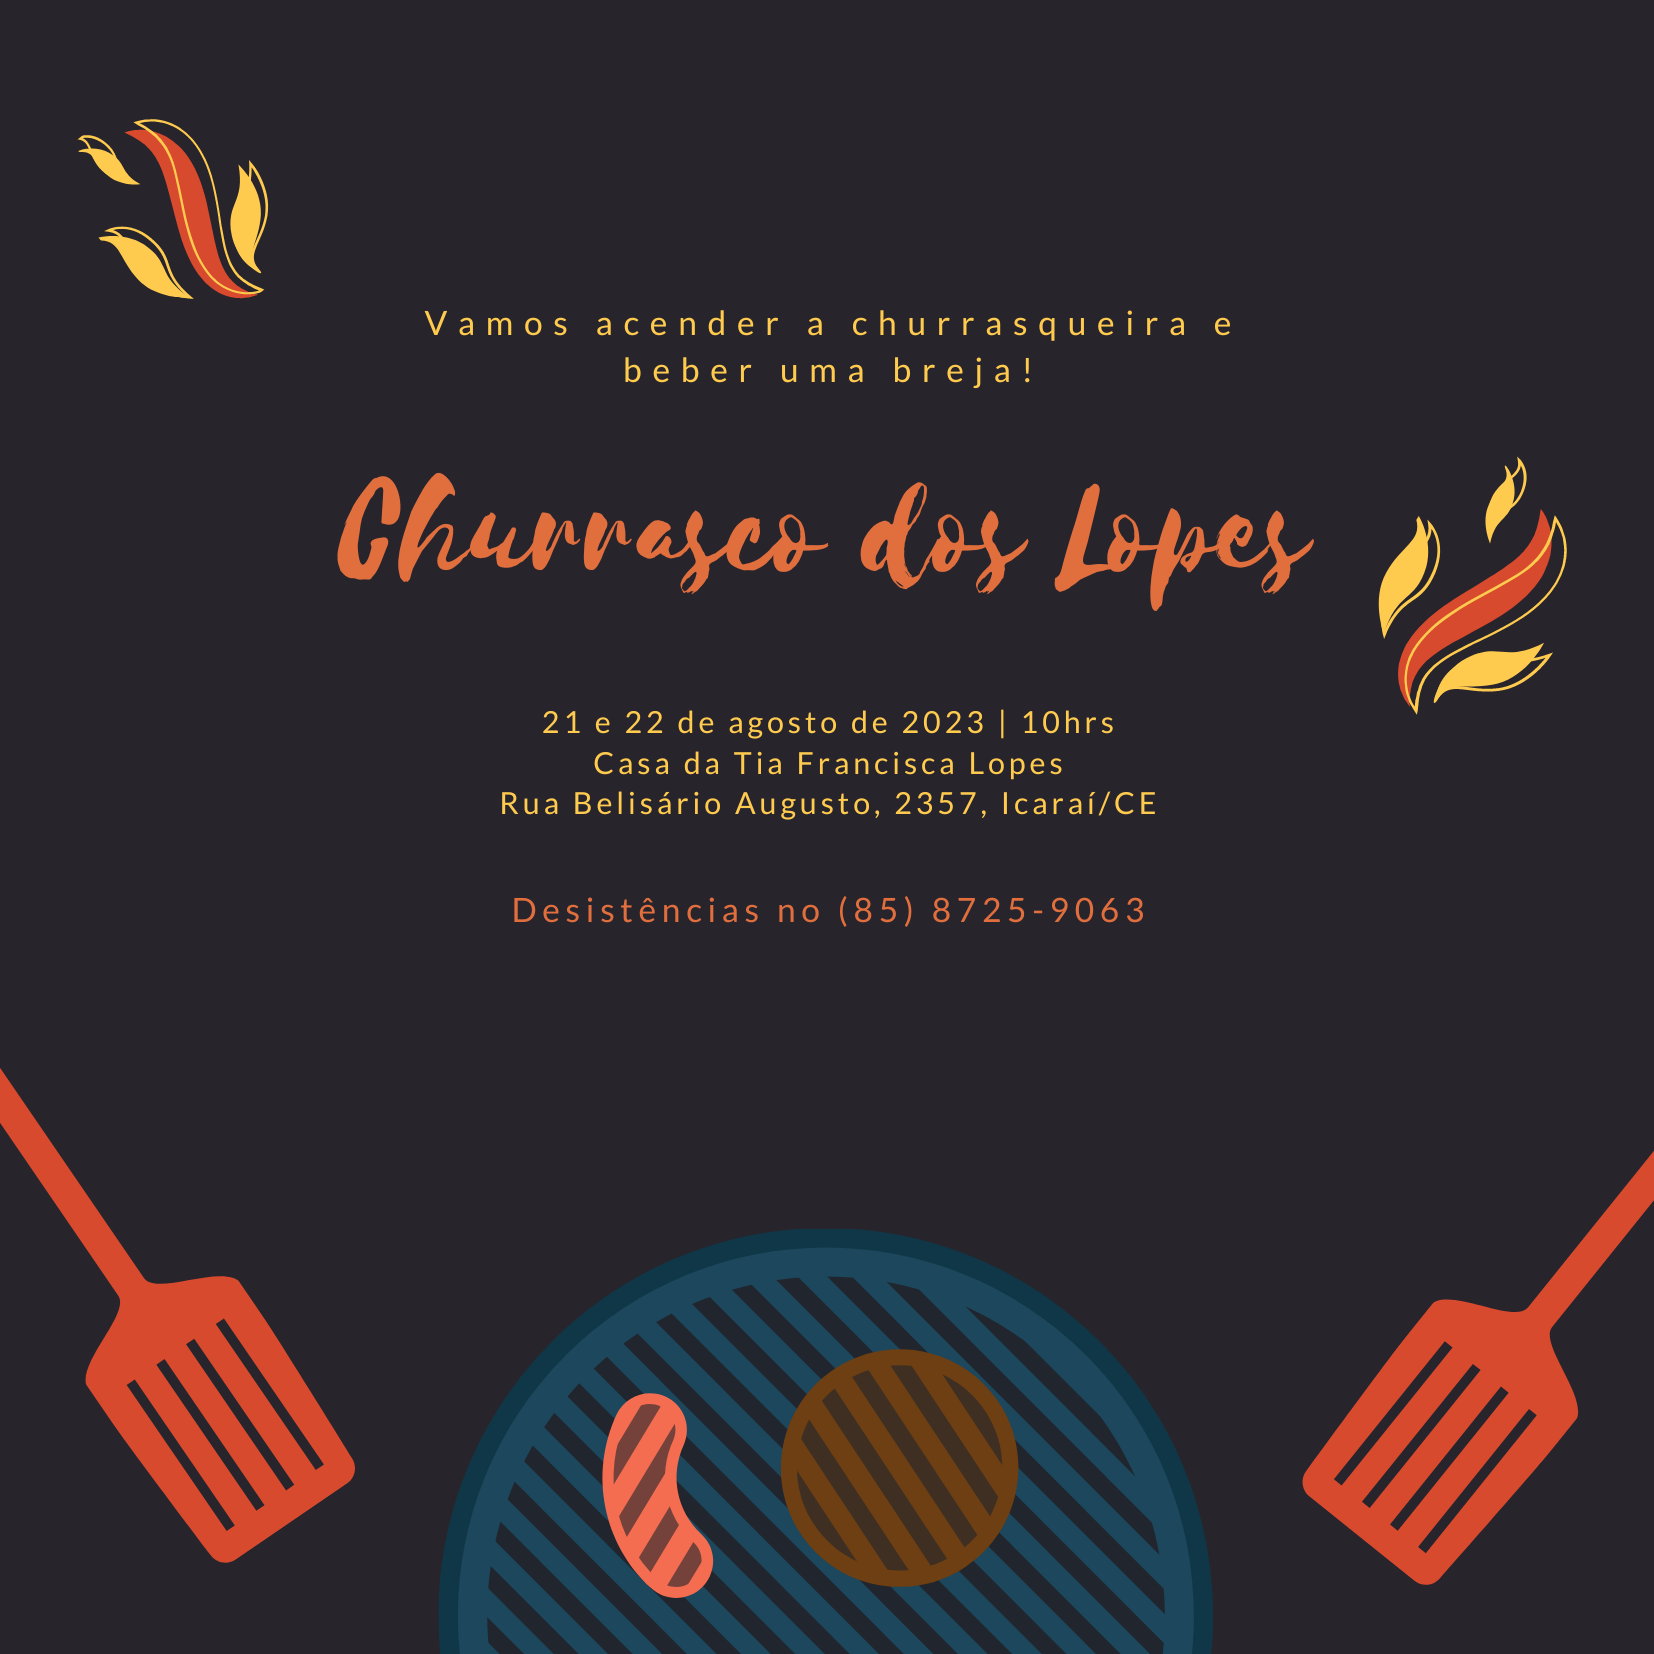 Vamos acender a churrasqueira e
beber uma breja!
Churrasco dos Lopes
21 e 22 de agosto de 2023 | 10hrs
Casa da Tia Francisca Lopes
Rua Belisário Augusto, 2357, Icaraí/CE
Desistências no (85) 8725-9063